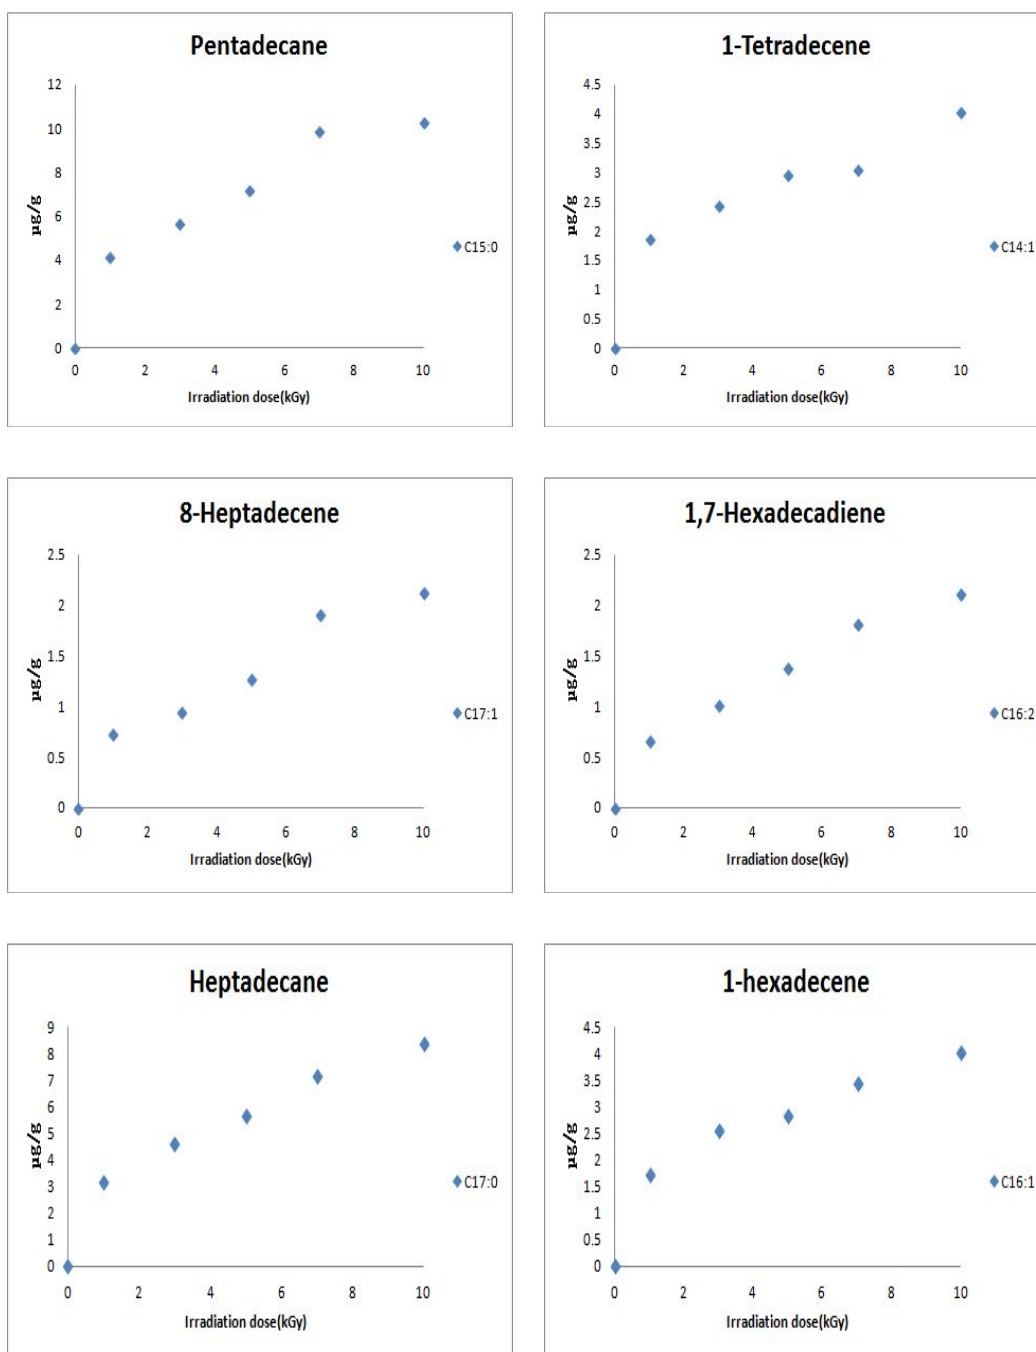 Pentadecane
12
10
8
6
4
2
0
µg/g
0 2 4 6 8 10
Irradiation dose(kGy)
C15:0
1-Tetradecene
4.5
4
3.5
3
2.5
2
1.5
1
0.5
0
µg/g
0 2 4 6 8 10
Irradiation dose(kGy)
C14:1
8-Heptadecene
2.5
2
1.5
1
0.5
0
µg/g
0 2 4 6 8 10
Irradiation dose(kGy)
C17:1
1,7-Hexadecadiene
2.5
2
1.5
1
0.5
0
µg/g
0 2 4 6 8 10
Irradiation dose(kGy)
C16:2
Heptadecane
9
8
7
6
5
4
3
2
1
0
µg/g
0 2 4 6 8 10
Irradiation dose(kGy)
C17:0
1-hexadecene
4.5
4
3.5
3
2.5
2
1.5
1
0.5
0
µg/g
0 2 4 6 8 10
Irradiation dose(kGy)
C16:1